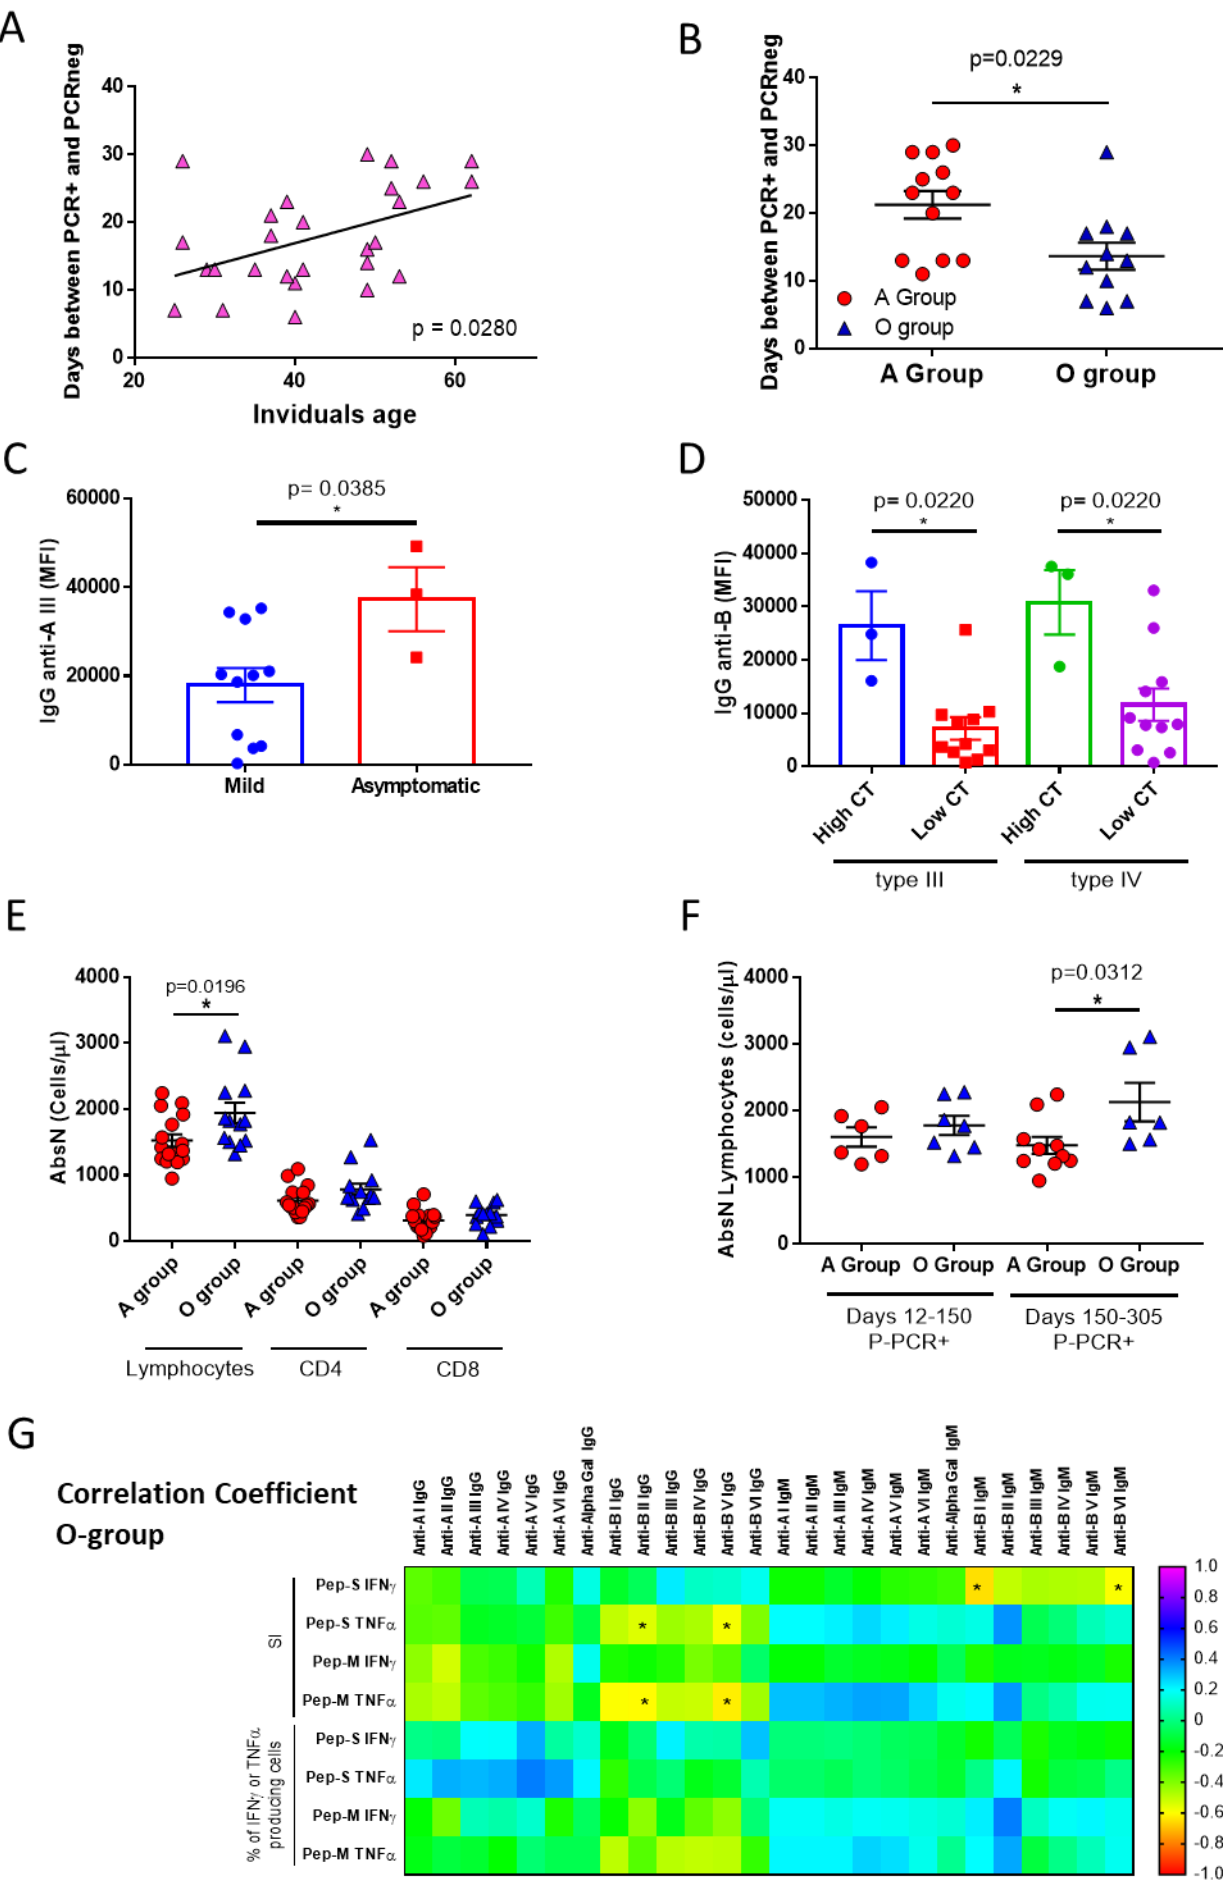 A
Days between PCR+ and PCRneg
40
30
20
10
0
20
40
60
p = 0.0280
Inviduals age
B
Days between PCR+ and PCRneg
40
30
20
10
0
p=0.0229
*
A Group
O group
A Group
O group
C
IgG anti-A III (MFI)
60000
40000
20000
0
p= 0.0385
*
Mild
Asymptomatic
D
IgG anti-B (MFI)
50000
40000
30000
20000
10000
0
p= 0.0220
*
p= 0.0220
*
High CT
Low CT
High CT
Low CT
type III
type IV
E
AbsN (Cells/µl)
4000
3000
2000
1000
0
p=0.0196
*
A group
O group
A group
O group
A group
O group
Lymphocytes
CD4
CD8
F
AbsN Lymphocytes (cells/µl)
4000
3000
2000
1000
0
p=0.0312
*
A Group
O Group
A Group
O Group
Days 12-150
P-PCR+
Days 150-305
P-PCR+
G
Correlation Coefficient
O-group
Anti-A I IgG
Anti-A II IgG
Anti-A III IgG
Anti-A IV IgG
Anti-A V IgG
Anti-A VI IgG
Anti-Alpha Gal IgG
Anti-B I IgG
Anti-B II IgG
Anti-B III IgG
Anti-B IV IgG
Anti-B V IgG
Anti-B VI IgG
Anti-A I IgM
Anti-A II IgM
Anti-A III IgM
Anti-A IV IgM
Anti-A V IgM
Anti-A VI IgM
Anti-Alpha Gal IgM
Anti-B I IgM
Anti-B II IgM
Anti-B III IgM
Anti-B IV IgM
Anti-B V IgM
Anti-B VI IgM
SI
Pep-S IFNγ
* *
Pep-S TNFα
* *
Pep-M IFNγ
Pep-M TNFα
* *
% of IFNγ or TNFα
producing cells
Pep-S IFNγ
Pep-S TNFα
Pep-M IFNγ
Pep-M TNFα
1.0
0.8
0.6
0.4
0.2
0
-0.2
-0.4
-0.6
-0.8
-1.0